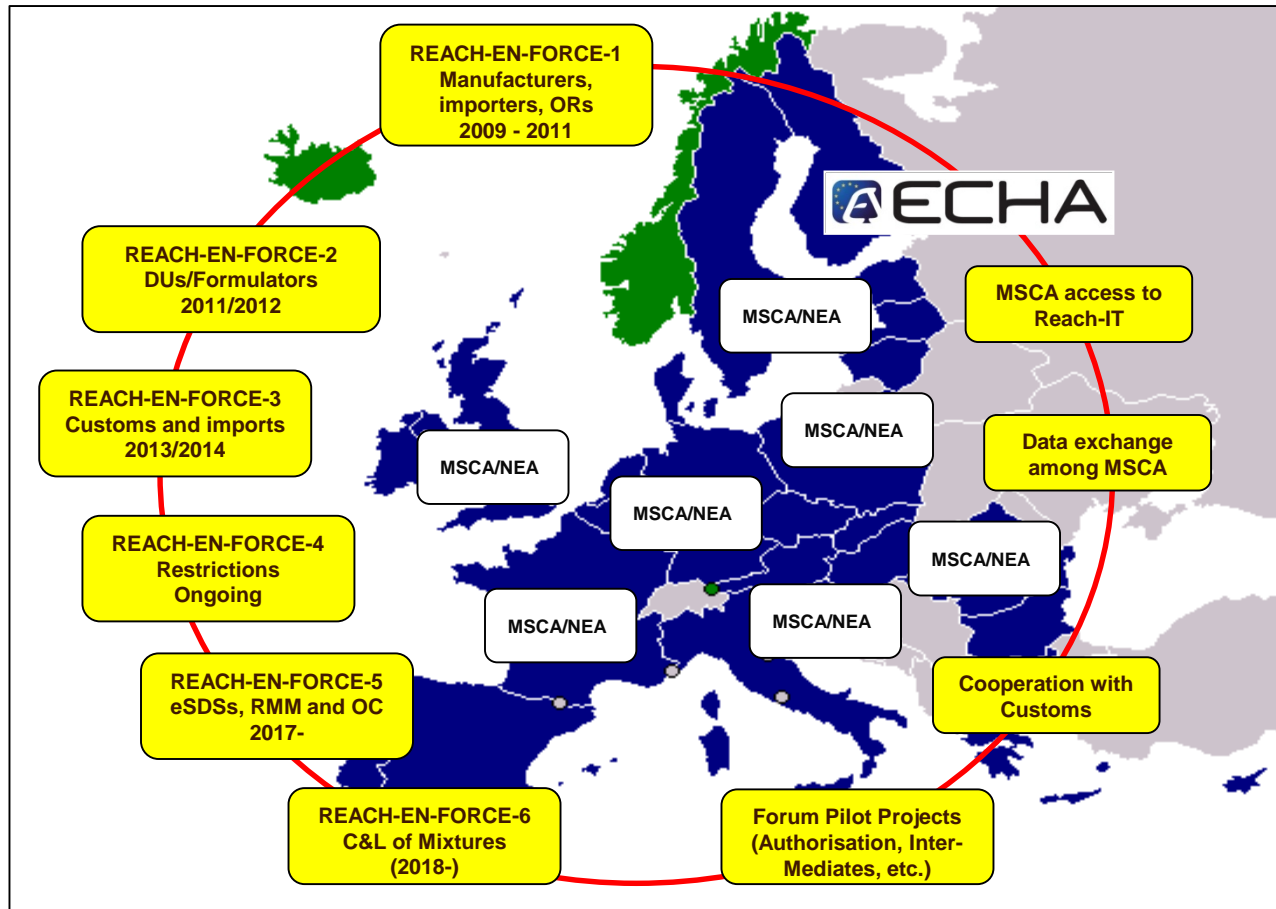 REACH-EN-FORCE-1
Manufacturers,
importers, ORs
2009 - 2011
ECHA
REACH-EN-FORCE-2
DUs/Formulators
2011/2012
MSCA access to
Reach-IT
MSCA/NEA
REACH-EN-FORCE-3
Customs and imports
2013/2014
MSCA/NEA
Data exchange
among MSCA
MSCA/NEA
MSCA/NEA
REACH-EN-FORCE-4
Restrictions
Ongoing
MSCA/NEA
MSCA/NEA
MSCA/NEA
REACH-EN-FORCE-5
eSDSs, RMM and OC
2017-
Cooperation with
Customs
REACH-EN-FORCE-6
C&L of Mixtures
(2018-)
Forum Pilot Projects
(Authorisation, Inter-
Mediates, etc.)